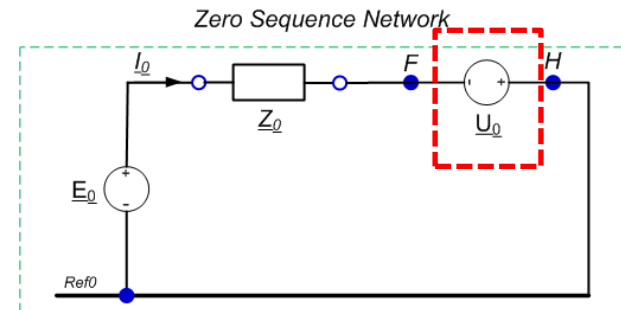 Zero Sequence Network
I0
F
H
Z0
U0
+
-
-
+
E0
Ref0